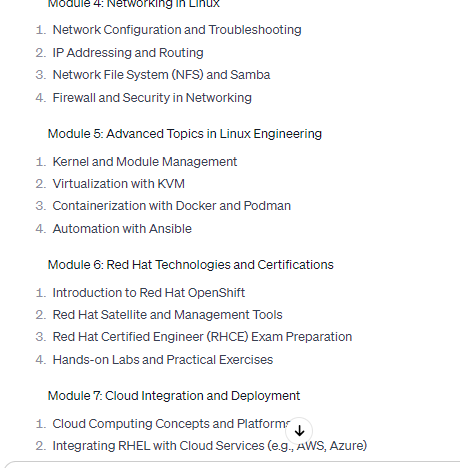 Module 4: Networking in Linux
1. Network Configuration and Troubleshooting
2. IP Addressing and Routing
3. Network File System (NFS) and Samba
4. Firewall and Security in Networking
Module 5: Advanced Topics in Linux Engineering
1. Kernel and Module Management
2. Virtualization with KVM
3. Containerization with Docker and Podman
4. Automation with Ansible
Module 6: Red Hat Technologies and Certifications
1. Introduction to Red Hat OpenShift
2. Red Hat Satellite and Management Tools
3. Red Hat Certified Engineer (RHCE) Exam Preparation
4. Hands-on Labs and Practical Exercises
Module 7: Cloud Integration and Deployment
1. Cloud Computing Concepts and Platforms
2. Integrating RHEL with Cloud Services (e.g., AWS, Azure)